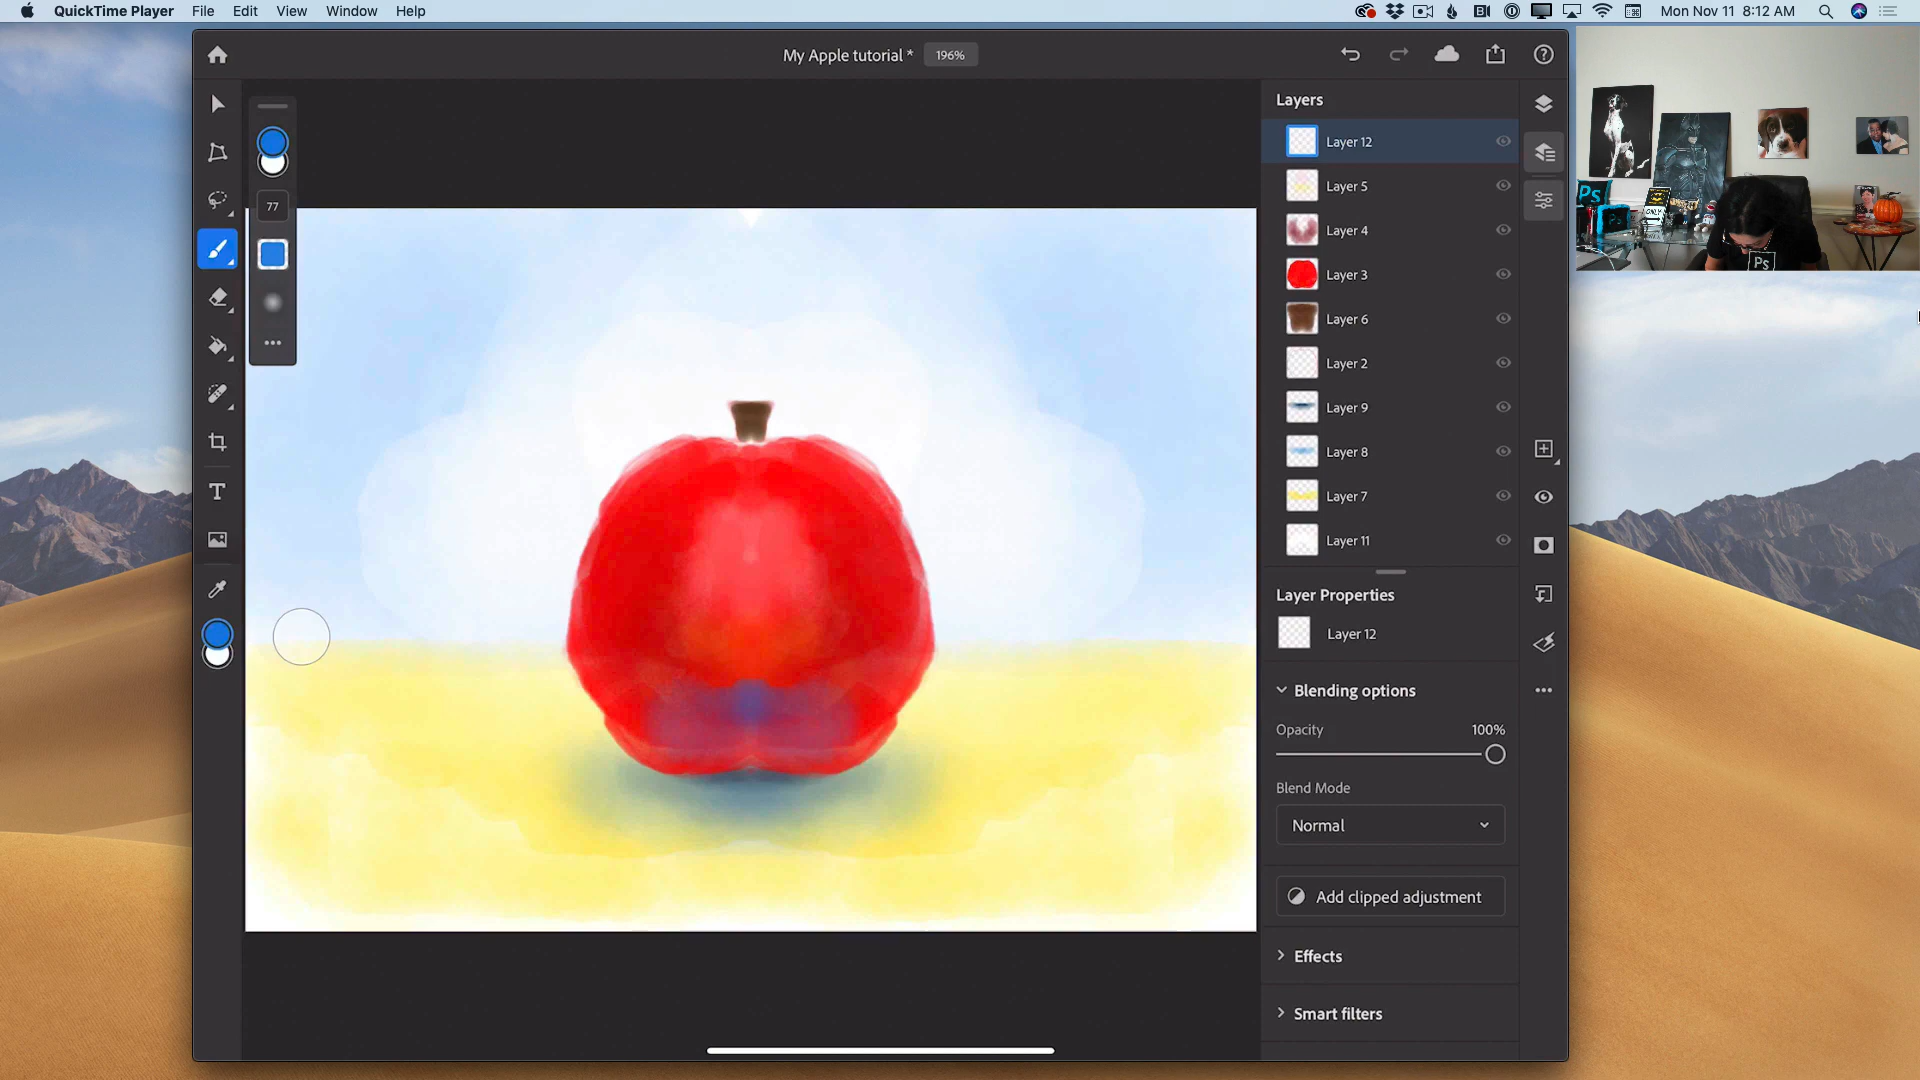 QuickTime Player File Edit View Window Help
Mon Nov 11 8:12 AM
My Apple tutorial * 196%
77
T
Layers
Layer 12
Layer 5
Layer 4
Layer 3
Layer 6
Layer 2
Layer 9
Layer 8
Layer 7
Layer 11
Layer Properties
Layer 12
Blending options
Opacity 100%
Blend Mode
Normal
Add clipped adjustment
Effects
Smart filters
Ps
ONLY
Ps